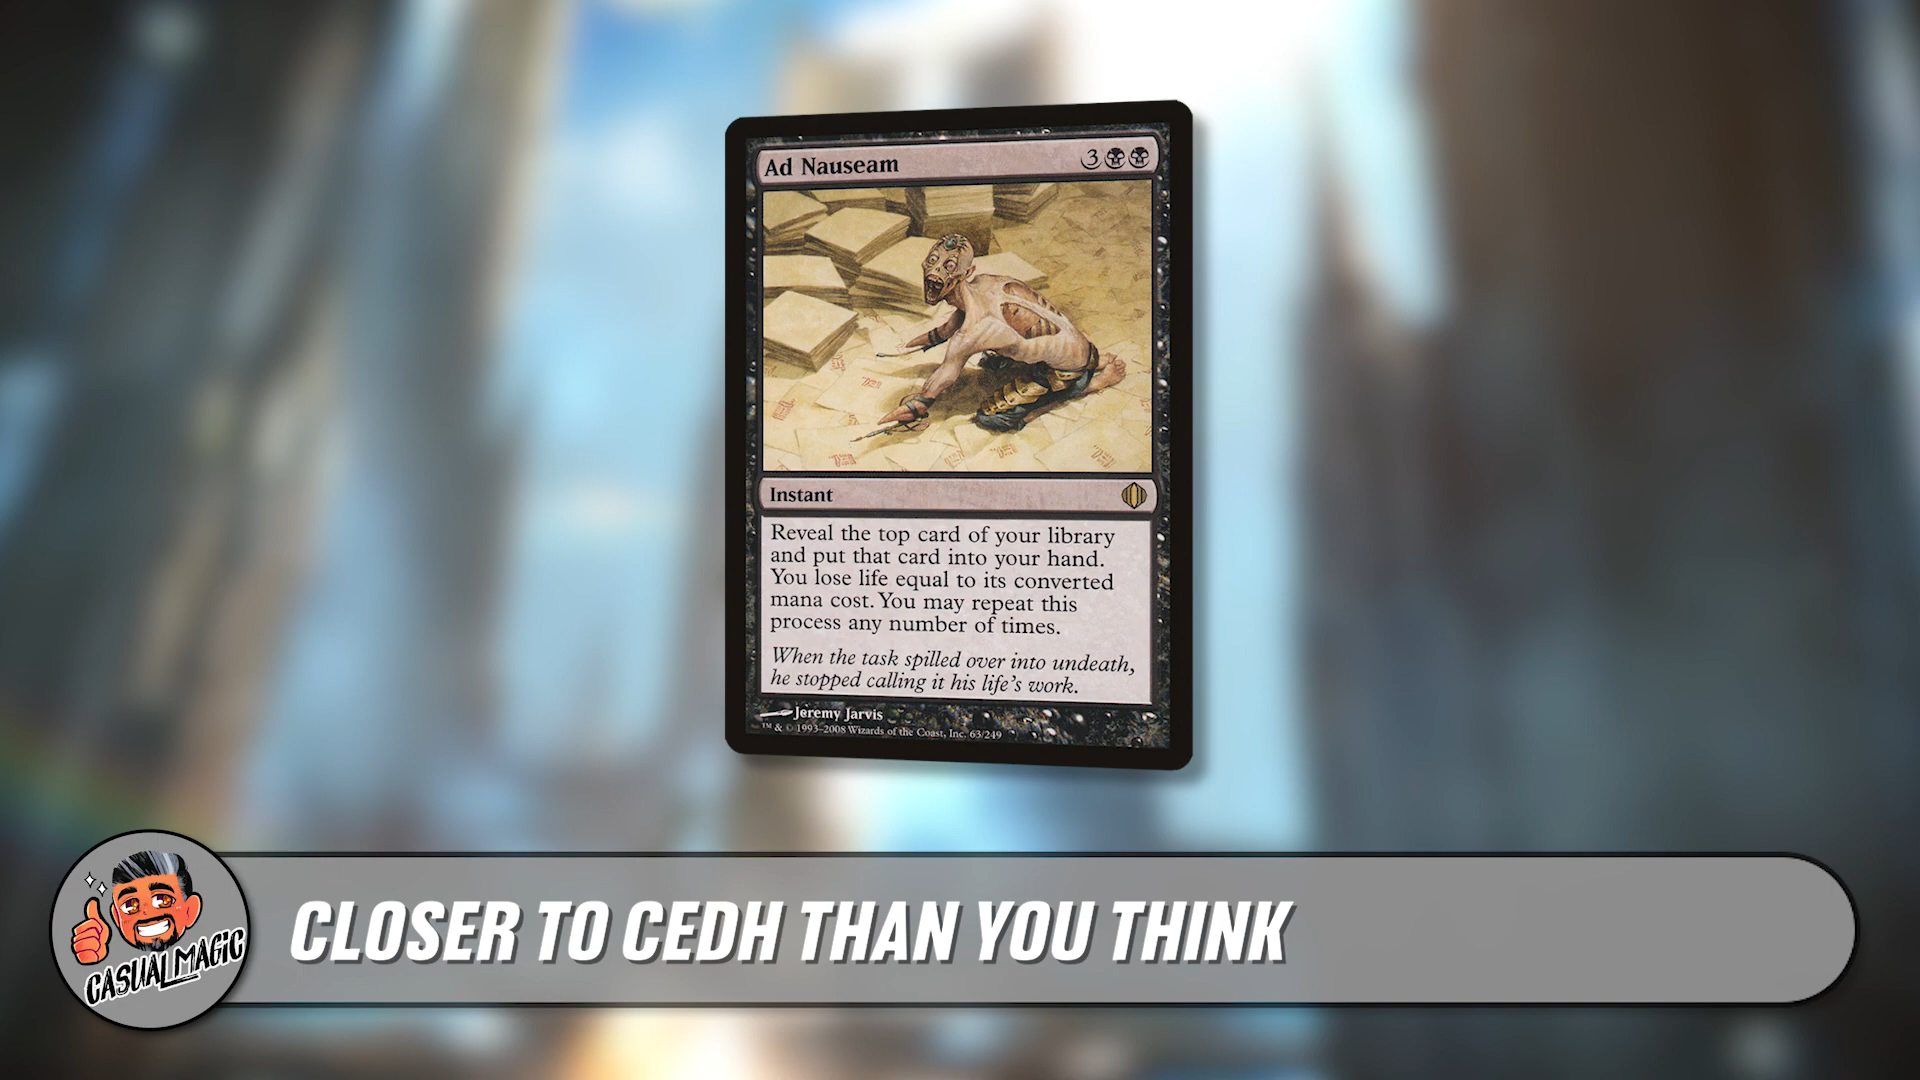 Ad Nauseam 3
Instant
Reveal the top card of your library
and put that card into your hand.
You lose life equal to its converted
mana cost. You may repeat this
process any number of times.
When the task spilled over into undeath,
he stopped calling it his life's work.
Jeremy Jarvis
™ & © 1993–2008 Wizards of the Coast, Inc. 63/249
CLOSER TO CEDH THAN YOU THINK
CASUAL MAGIC